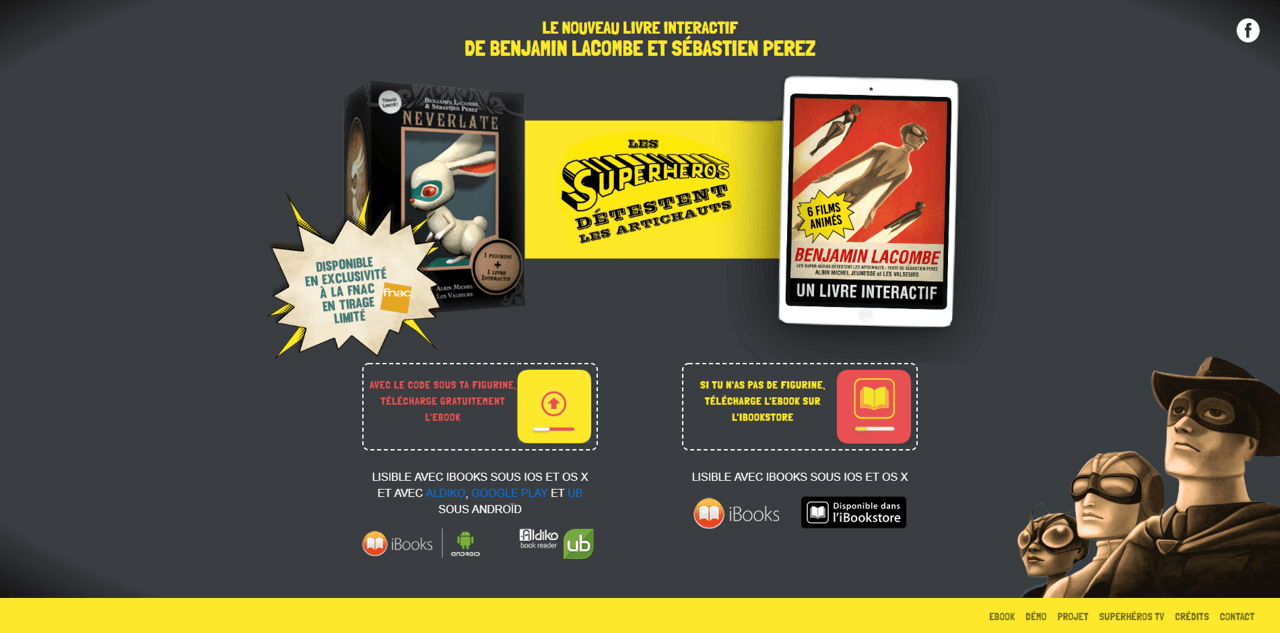 LE NOUVEAU LIVRE INTERACTIF
DE BENJAMIN LACOMBE ET SÉBASTIEN PEREZ
f
TIRAGE
LIMITÉ!
BENJAMIN LACOMBE
& SÉBASTIEN PEREZ
NEVERLATE
1 FIGURINE
+
1 LIVRE
INTERACTIF
ALBIN MICHEL
LES VALSEURS
DISPONIBLE
EN EXCLUSIVITÉ
À LA FNAC
EN TIRAGE
LIMITÉ
fnac
LES
SUPERHÉROS
DÉTESTENT
LES ARTICHAUTS
6 FILMS
ANIMÉS
BENJAMIN LACOMBE
LES SUPER-HÉROS DÉTESTENT LES ARTICHAUTS - TEXTE DE SÉBASTIEN PEREZ
ALBIN MICHEL JEUNESSE et LES VALSEURS
UN LIVRE INTERACTIF
AVEC LE CODE SOUS TA FIGURINE,
TÉLÉCHARGE GRATUITEMENT
L'EBOOK
SI TU N'AS PAS DE FIGURINE,
TÉLÉCHARGE L'EBOOK SUR
L'IBOOKSTORE
LISIBLE AVEC IBOOKS SOUS IOS ET OS X
ET AVEC ALDIKO, GOOGLE PLAY ET UB
SOUS ANDROÏD
iBooks
ANDROID
Aldiko
book reader
ub
LISIBLE AVEC IBOOKS SOUS IOS ET OS X
iBooks
Disponible dans
l'iBookstore
EBOOK DÉMO PROJET SUPERHÉROS TV CRÉDITS CONTACT